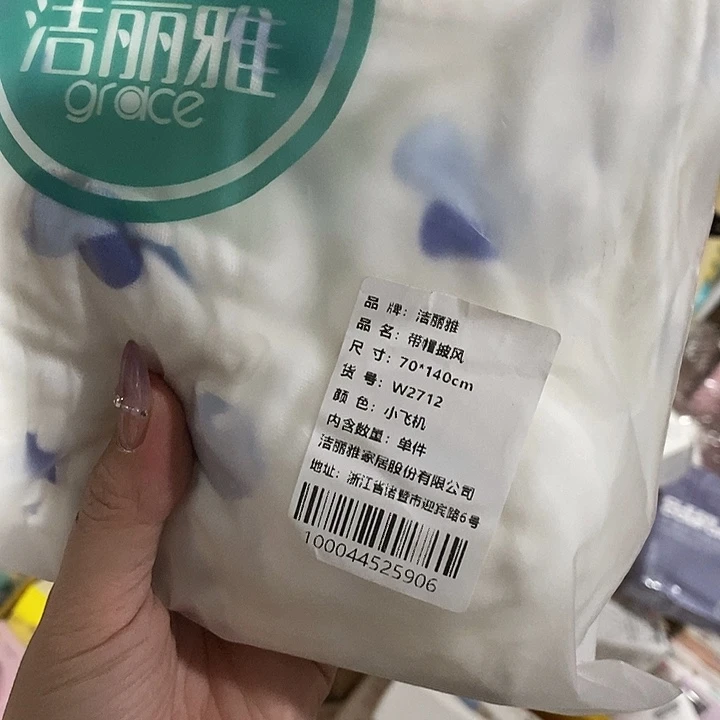 洁丽雅
grace
品 牌：洁丽雅
品 名：带帽披风
尺 寸：70*140cm
货 号：W2712
颜 色：小飞机
内含数量：单件
洁丽雅家居股份有限公司
地址：浙江省诸暨市迎宾路6号
100044525906